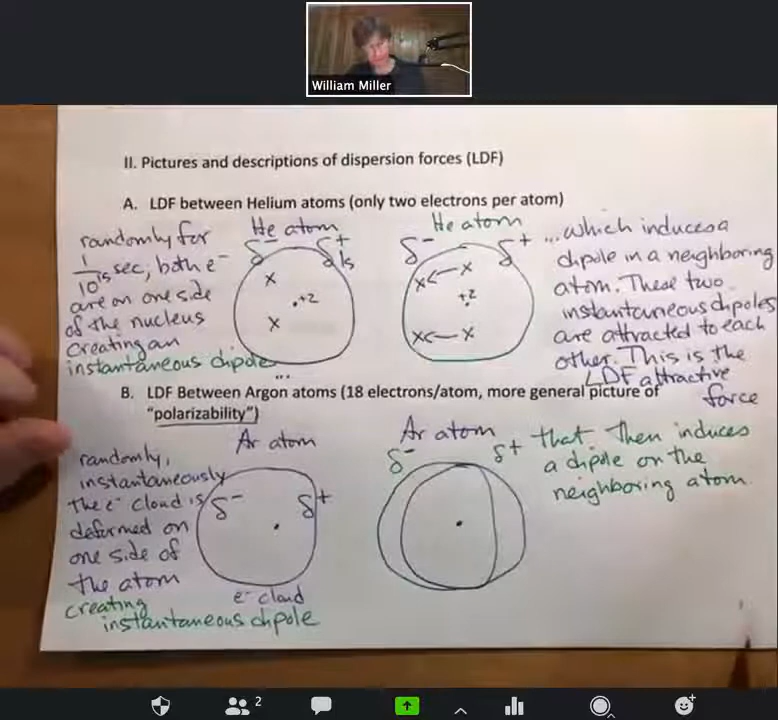 William Miller
II. Pictures and descriptions of dispersion forces (LDF)
A. LDF between Helium atoms (only two electrons per atom)
randomly for
1/10¹⁵ sec, both e⁻
are on one side
of the nucleus
creating an
instantaneous dipole
...
He atom
δ⁻ δ⁺
x
+2
x
He atom
δ⁻ δ⁺
x ← x
+2
x ← x
...which induces a
dipole in a neighboring
atom. These two
instantaneous dipoles
are attracted to each
other. This is the
LDF attractive
force
B. LDF Between Argon atoms (18 electrons/atom, more general picture of
"polarizability")
randomly,
instantaneously
the e⁻ cloud is
deformed on
one side of
the atom
creating
instantaneous dipole
Ar atom
δ⁻ δ⁺
e⁻ cloud
Ar atom
δ⁻ δ⁺
that then induces
a dipole on the
neighboring atom.
2